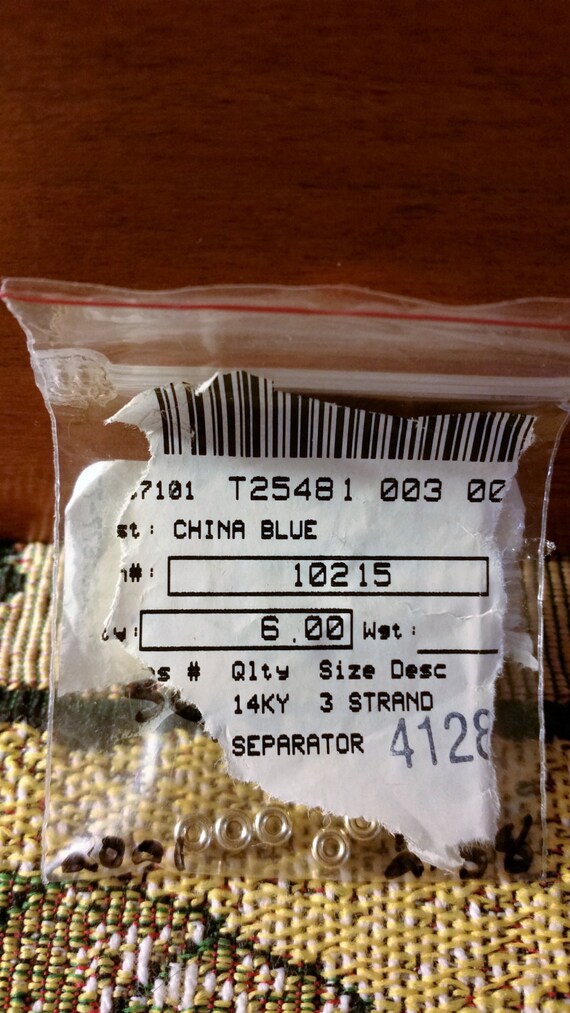 7101 T25481 003 00
st: CHINA BLUE
#: 10215
y: 6.00 Wgt:
s # Qlty Size Desc
14KY 3 STRAND
SEPARATOR 4128